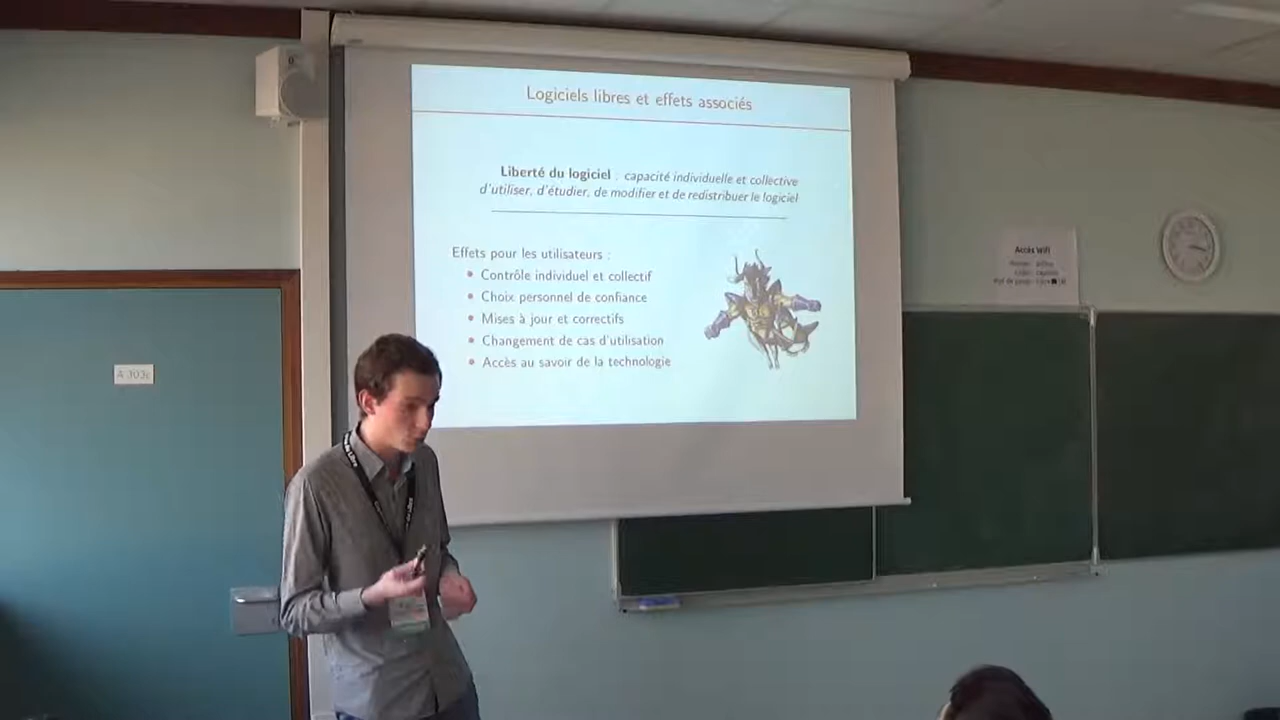 Logiciels libres et effets associés
Liberté du logiciel : capacité individuelle et collective
d'utiliser, d'étudier, de modifier et de redistribuer le logiciel
Effets pour les utilisateurs :
• Contrôle individuel et collectif
• Choix personnel de confiance
• Mises à jour et correctifs
• Changement de cas d'utilisation
• Accès au savoir de la technologie
Accès Wifi